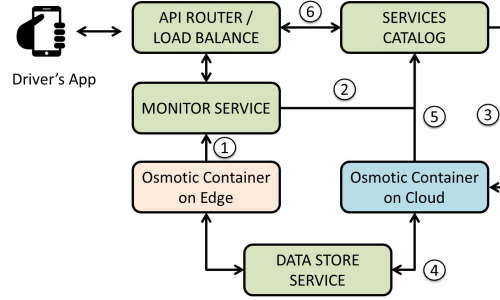 API ROUTER /
LOAD BALANCE
6
SERVICES
CATALOG
Driver's App
MONITOR SERVICE
2
5
3
1
Osmotic Container
on Edge
Osmotic Container
on Cloud
DATA STORE
SERVICE
4